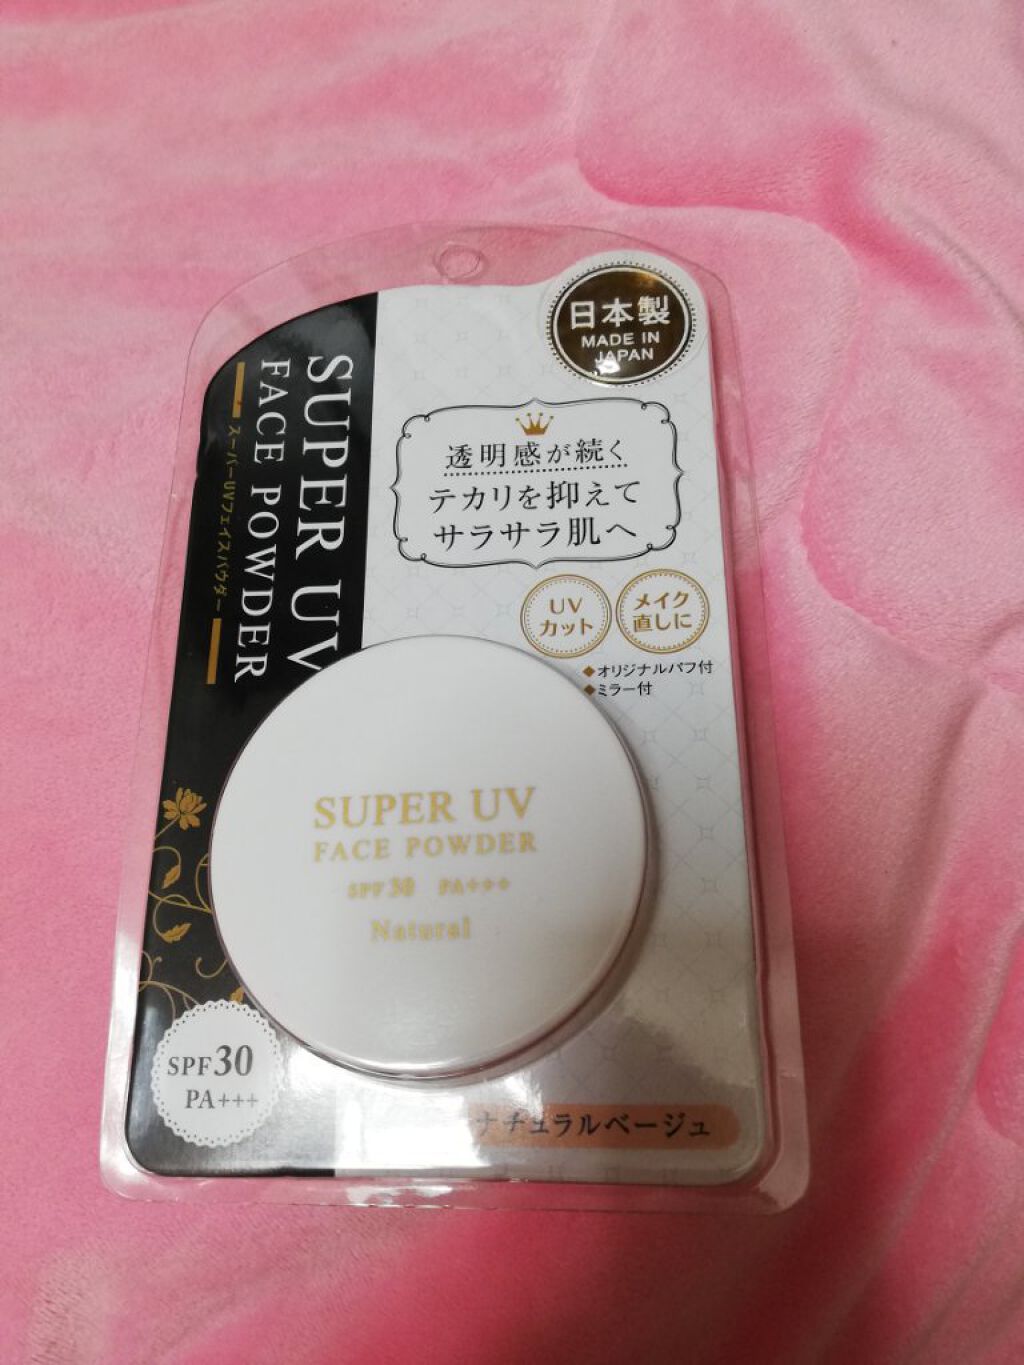 日本製
MADE IN
JAPAN
SUPER UV
FACE POWDER
スーパーUVフェイスパウダー
透明感が続く
テカリを抑えて
サラサラ肌へ
UV
カット
メイク
直しに
◆オリジナルパフ付
◆ミラー付
SUPER UV
FACE POWDER
SPF30 PA+++
Natural
SPF30
PA+++
ナチュラルベージュ